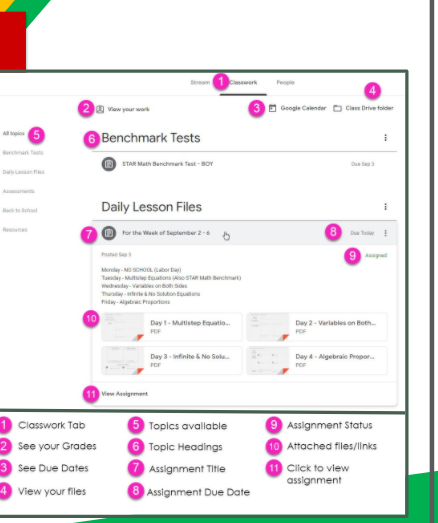 Stream 1 Classwork People
2 View your work 3 Google Calendar 4 Class Drive folder
All topics 5
Benchmark Tests
Daily Lesson Files
Assessments
Back to School
Resources
6 Benchmark Tests
STAR Math Benchmark Test - BOY Due Sep 3
Daily Lesson Files
7 For the Week of September 2 - 6 8 Due Today
Posted Sep 3 9 Assigned
Monday - NO SCHOOL (Labor Day)
Tuesday - Multistep Equations (Also STAR Math Benchmark)
Wednesday - Variables on Both Sides
Thursday - Infinite & No Solution Equations
Friday - Algebraic Proportions
10 Day 1 - Multistep Equatio...
PDF
Day 2 - Variables on Both...
PDF
Day 3 - Infinite & No Solu...
PDF
Day 4 - Algebraic Propor...
PDF
11 View Assignment
1 Classwork Tab
2 See your Grades
3 See Due Dates
4 View your files
5 Topics available
6 Topic Headings
7 Assignment Title
8 Assignment Due Date
9 Assignment Status
10 Attached files/links
11 Click to view
assignment